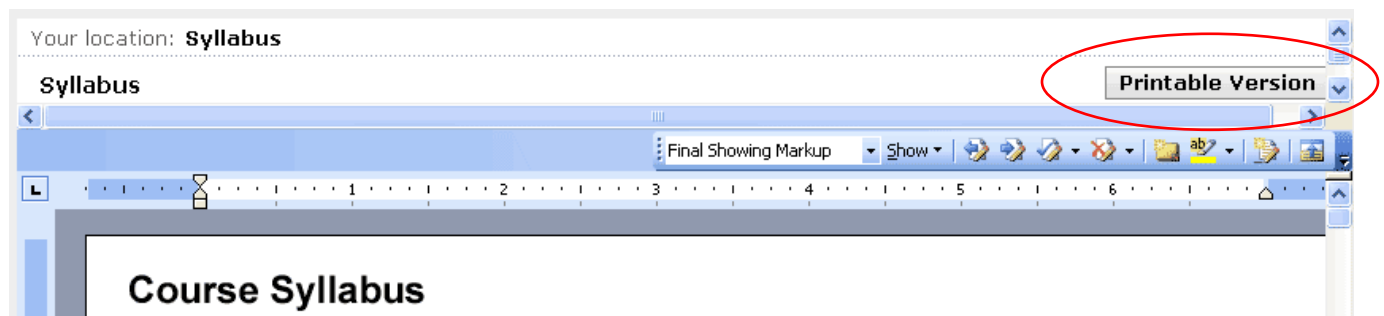 Your location: Syllabus
Syllabus Printable Version
Final Showing Markup Show
L 1 2 3 4 5 6
Course Syllabus